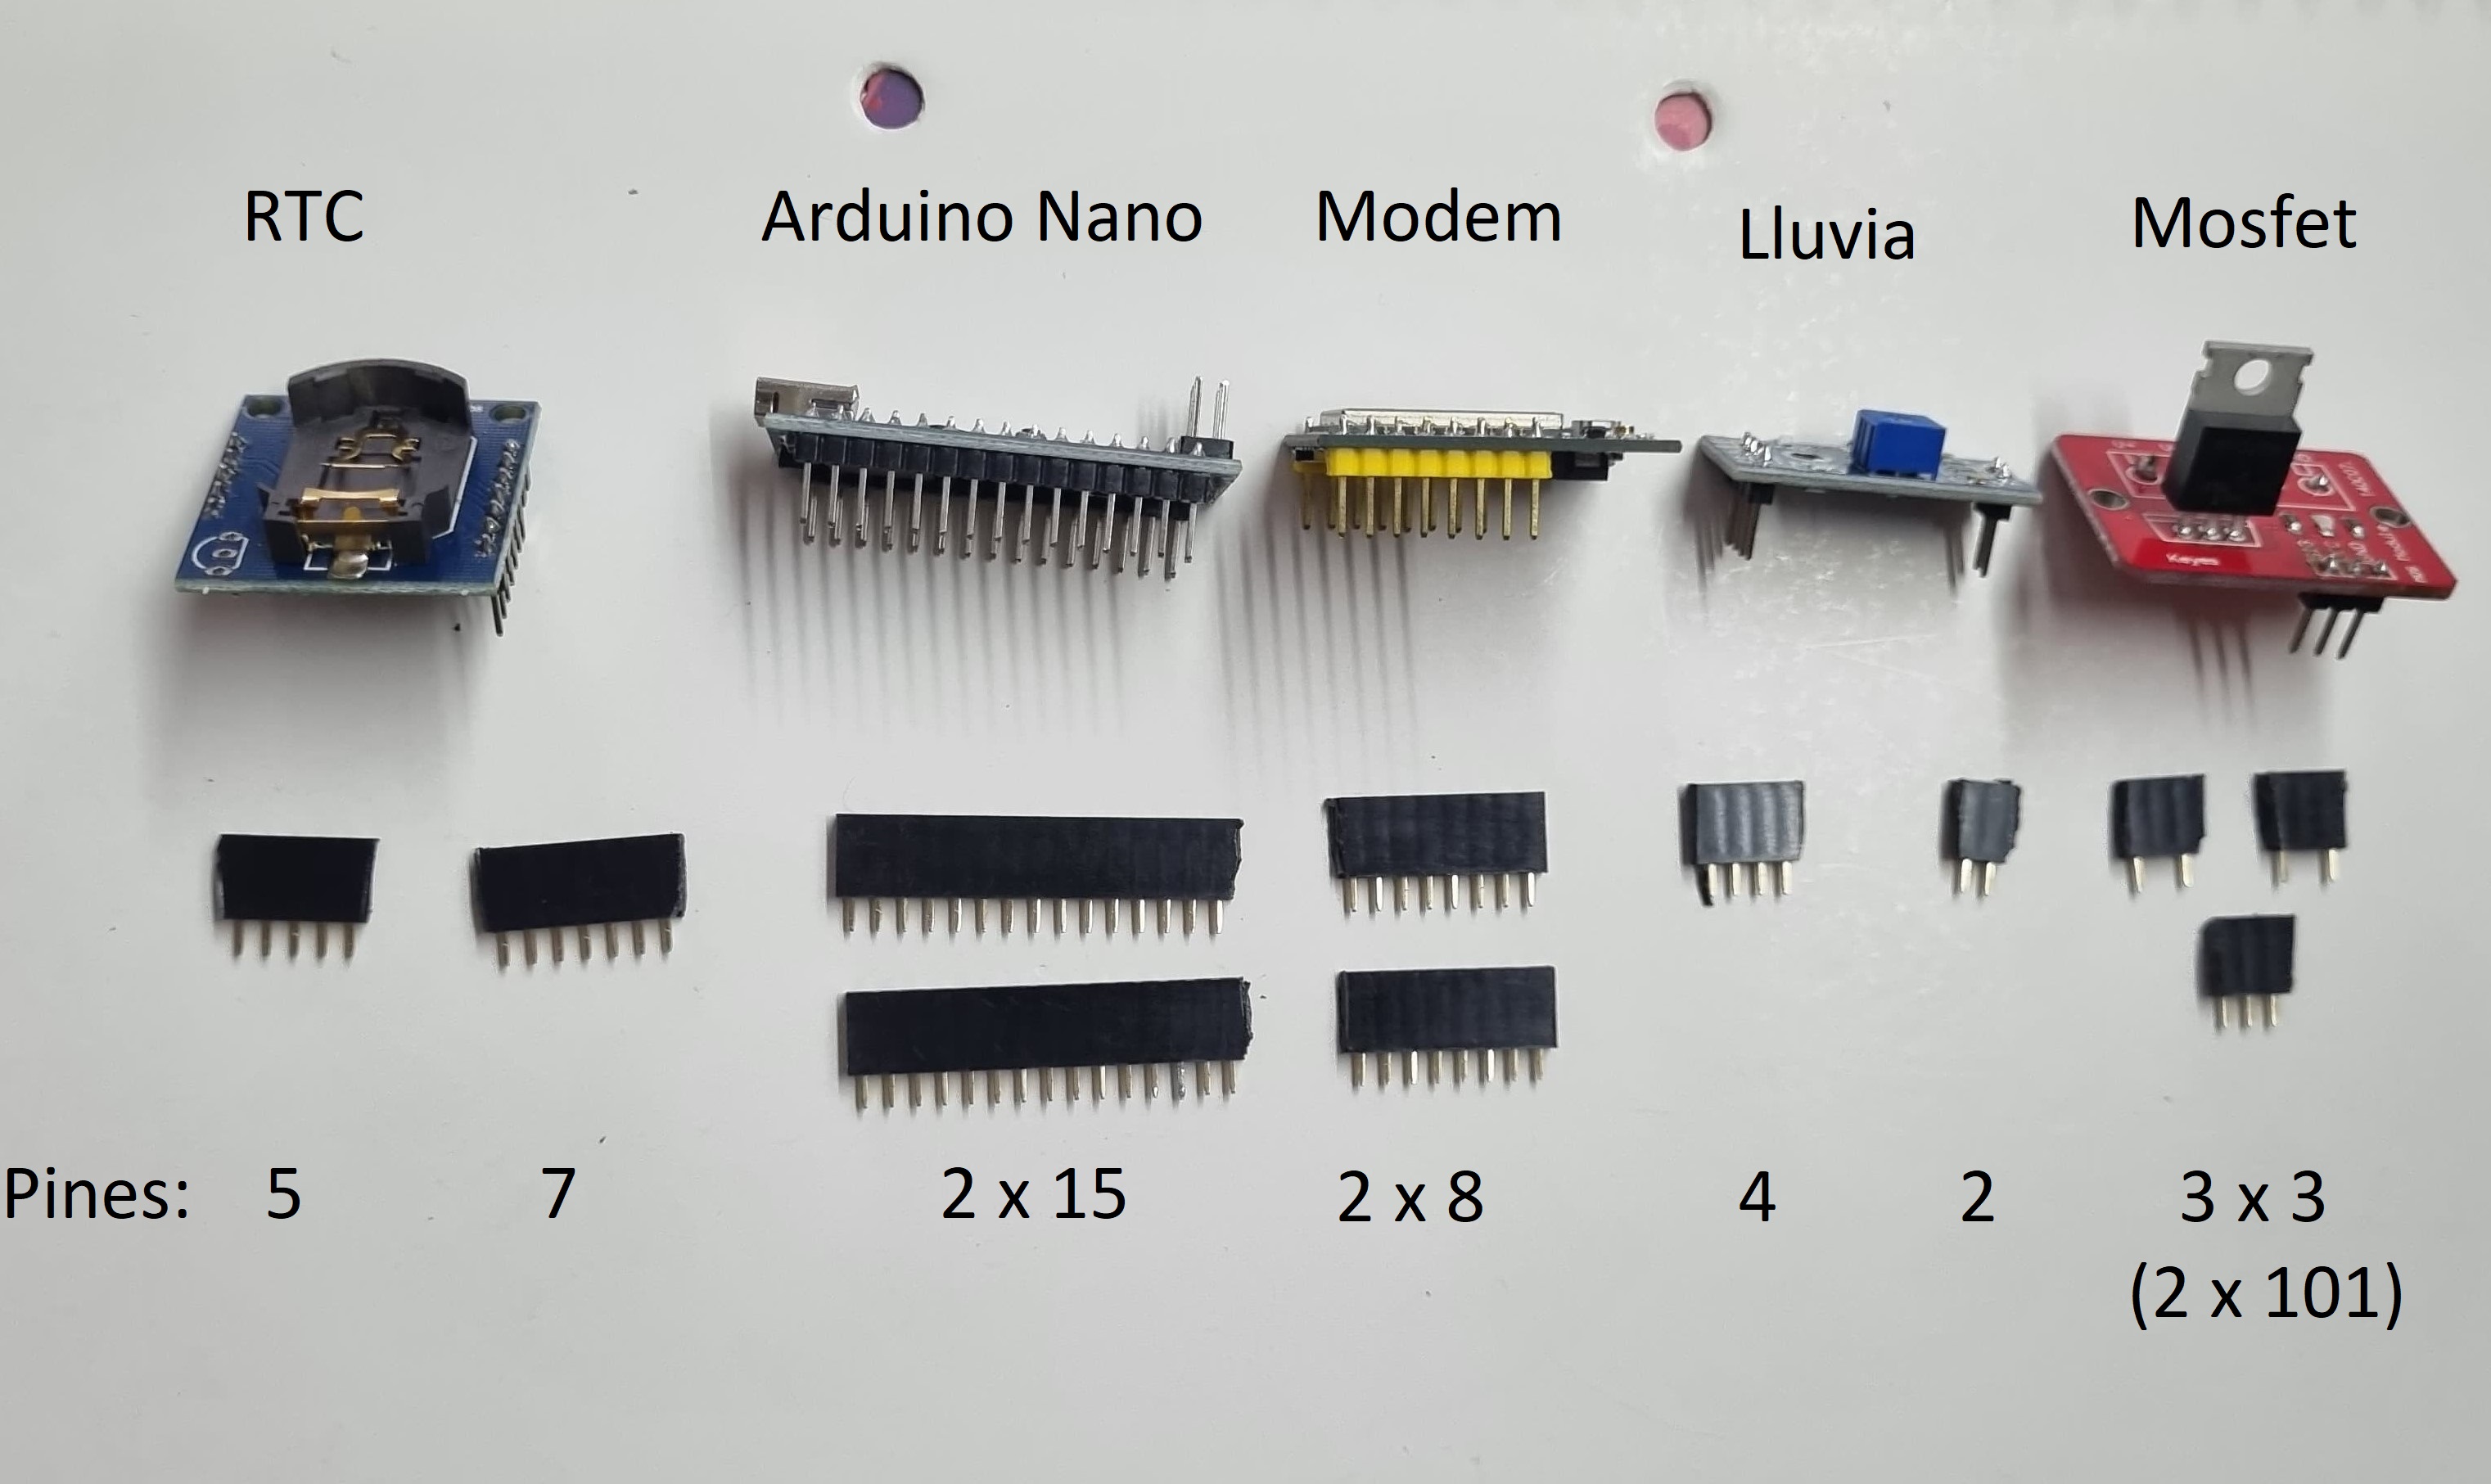 RTC
Arduino Nano
Modem
Lluvia
Mosfet
Keyes
Pines: 5 7 2 x 15 2 x 8 4 2 3 x 3
(2 x 101)